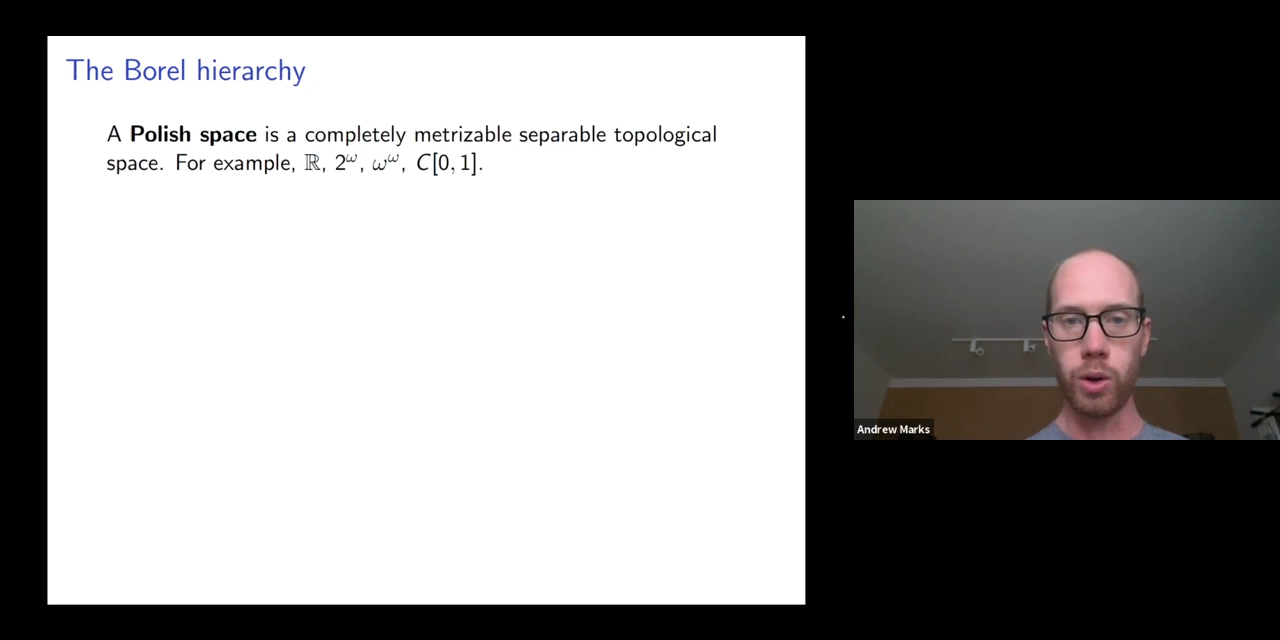 The Borel hierarchy
A Polish space is a completely metrizable separable topological
space. For example, ℝ, 2^ω, ω^ω, C[0, 1].
Andrew Marks